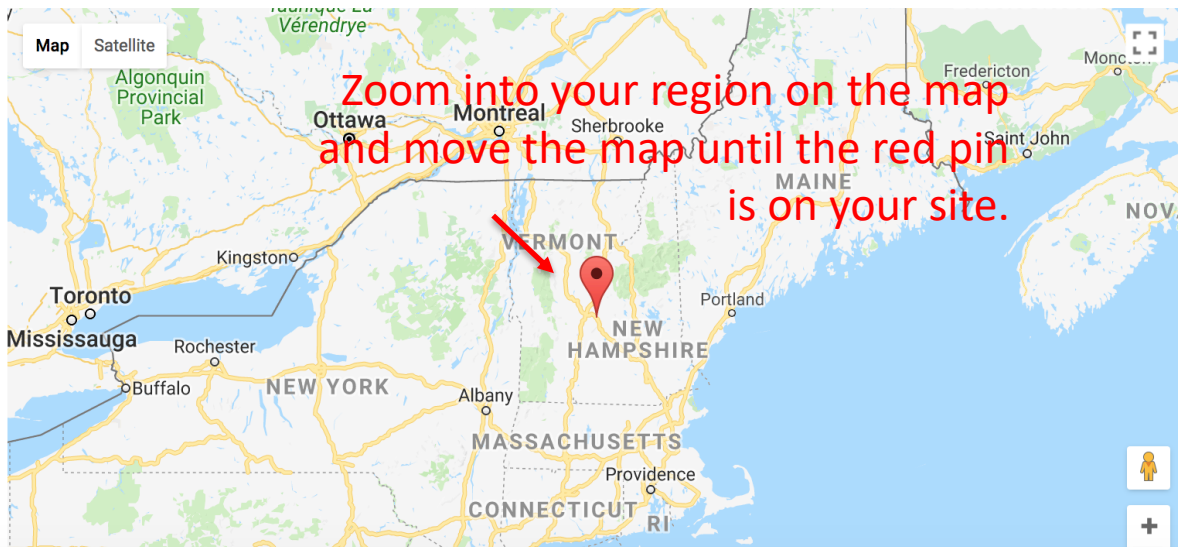 Vérendrye
Map
Satellite
Algonquin
Provincial
Park
Ottawa
Montreal
Sherbrooke
Fredericton
Zoom into your region on the map
and move the map until the red pin
is on your site.
Saint John
MAINE
VERMONT
Kingston
Toronto
Mississauga
Rochester
Buffalo
NEW YORK
Albany
Portland
NEW
HAMPSHIRE
MASSACHUSETTS
Providence
CONNECTICUT
RI